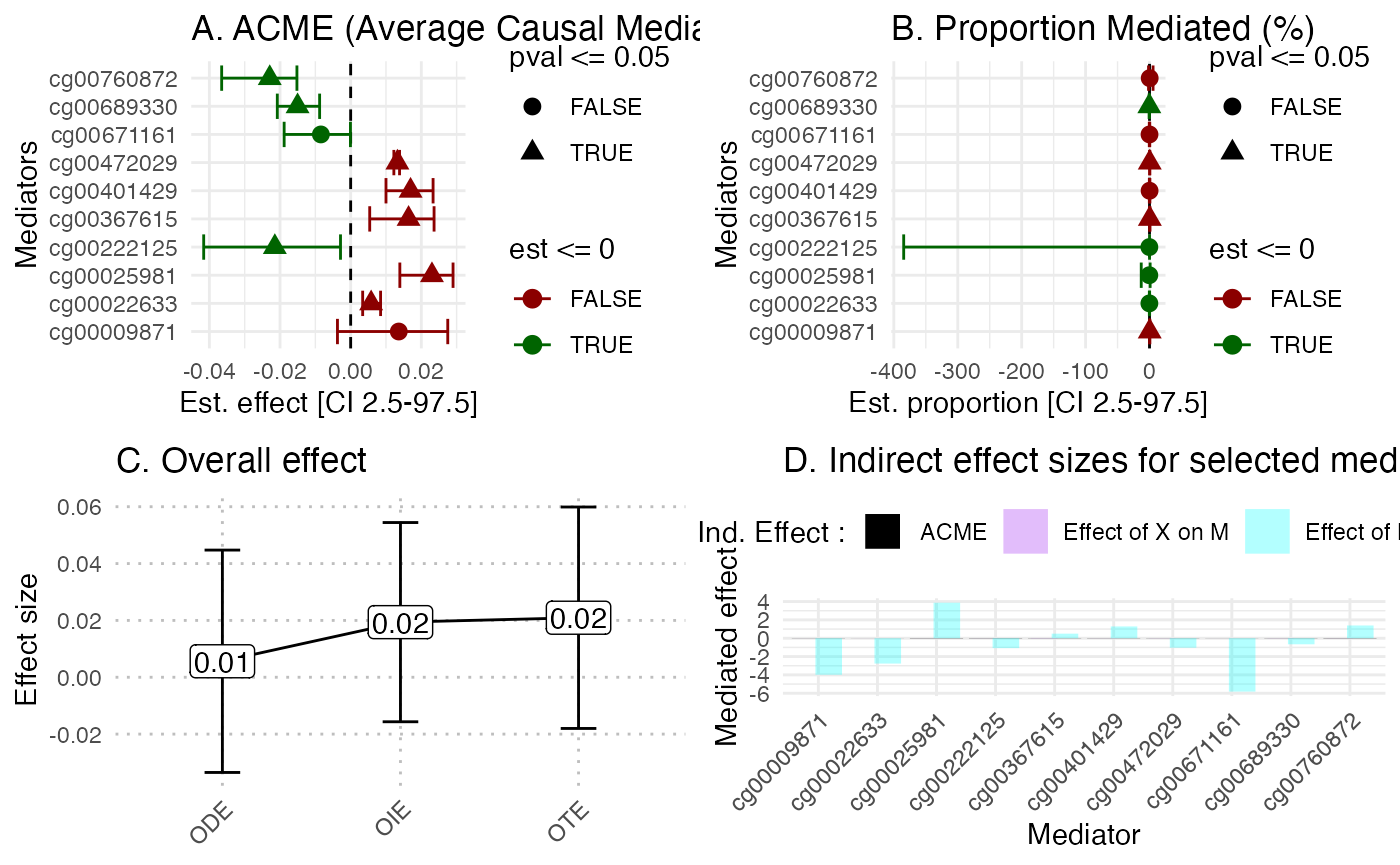 A. ACME (Average Causal Media
pval <= 0.05
FALSE
TRUE
est <= 0
FALSE
TRUE
Mediators
cg00760872
cg00689330
cg00671161
cg00472029
cg00401429
cg00367615
cg00222125
cg00025981
cg00022633
cg00009871
-0.04 -0.02 0.00 0.02
Est. effect [CI 2.5-97.5]
B. Proportion Mediated (%)
pval <= 0.05
FALSE
TRUE
est <= 0
FALSE
TRUE
Mediators
cg00760872
cg00689330
cg00671161
cg00472029
cg00401429
cg00367615
cg00222125
cg00025981
cg00022633
cg00009871
-400 -300 -200 -100 0
Est. proportion [CI 2.5-97.5]
C. Overall effect
Effect size
0.06
0.04
0.02
0.00
-0.02
0.01
0.02
0.02
ODE OIE OTE
D. Indirect effect sizes for selected med
Ind. Effect : ACME Effect of X on M Effect of
Mediated effect
4
2
0
-2
-4
-6
cg00009871 cg00022633 cg00025981 cg00222125 cg00367615 cg00401429 cg00472029 cg00671161 cg00689330 cg00760872
Mediator